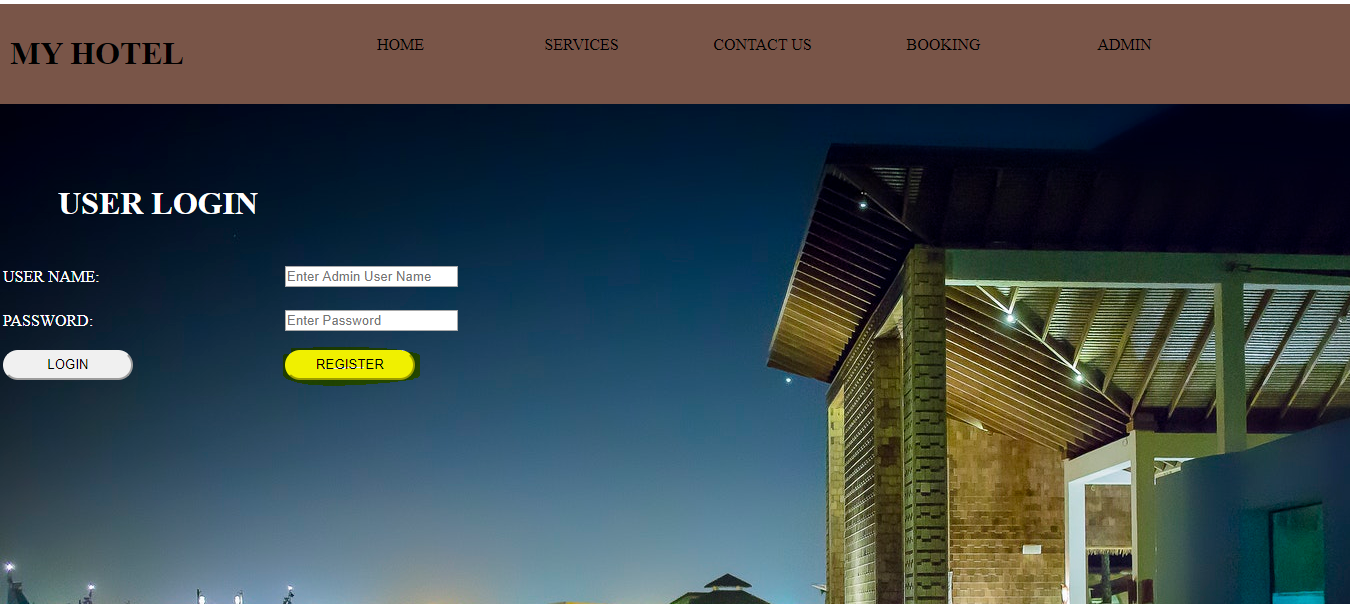 MY HOTEL
HOME SERVICES CONTACT US BOOKING ADMIN
USER LOGIN
USER NAME: Enter Admin User Name
PASSWORD: Enter Password
LOGIN REGISTER